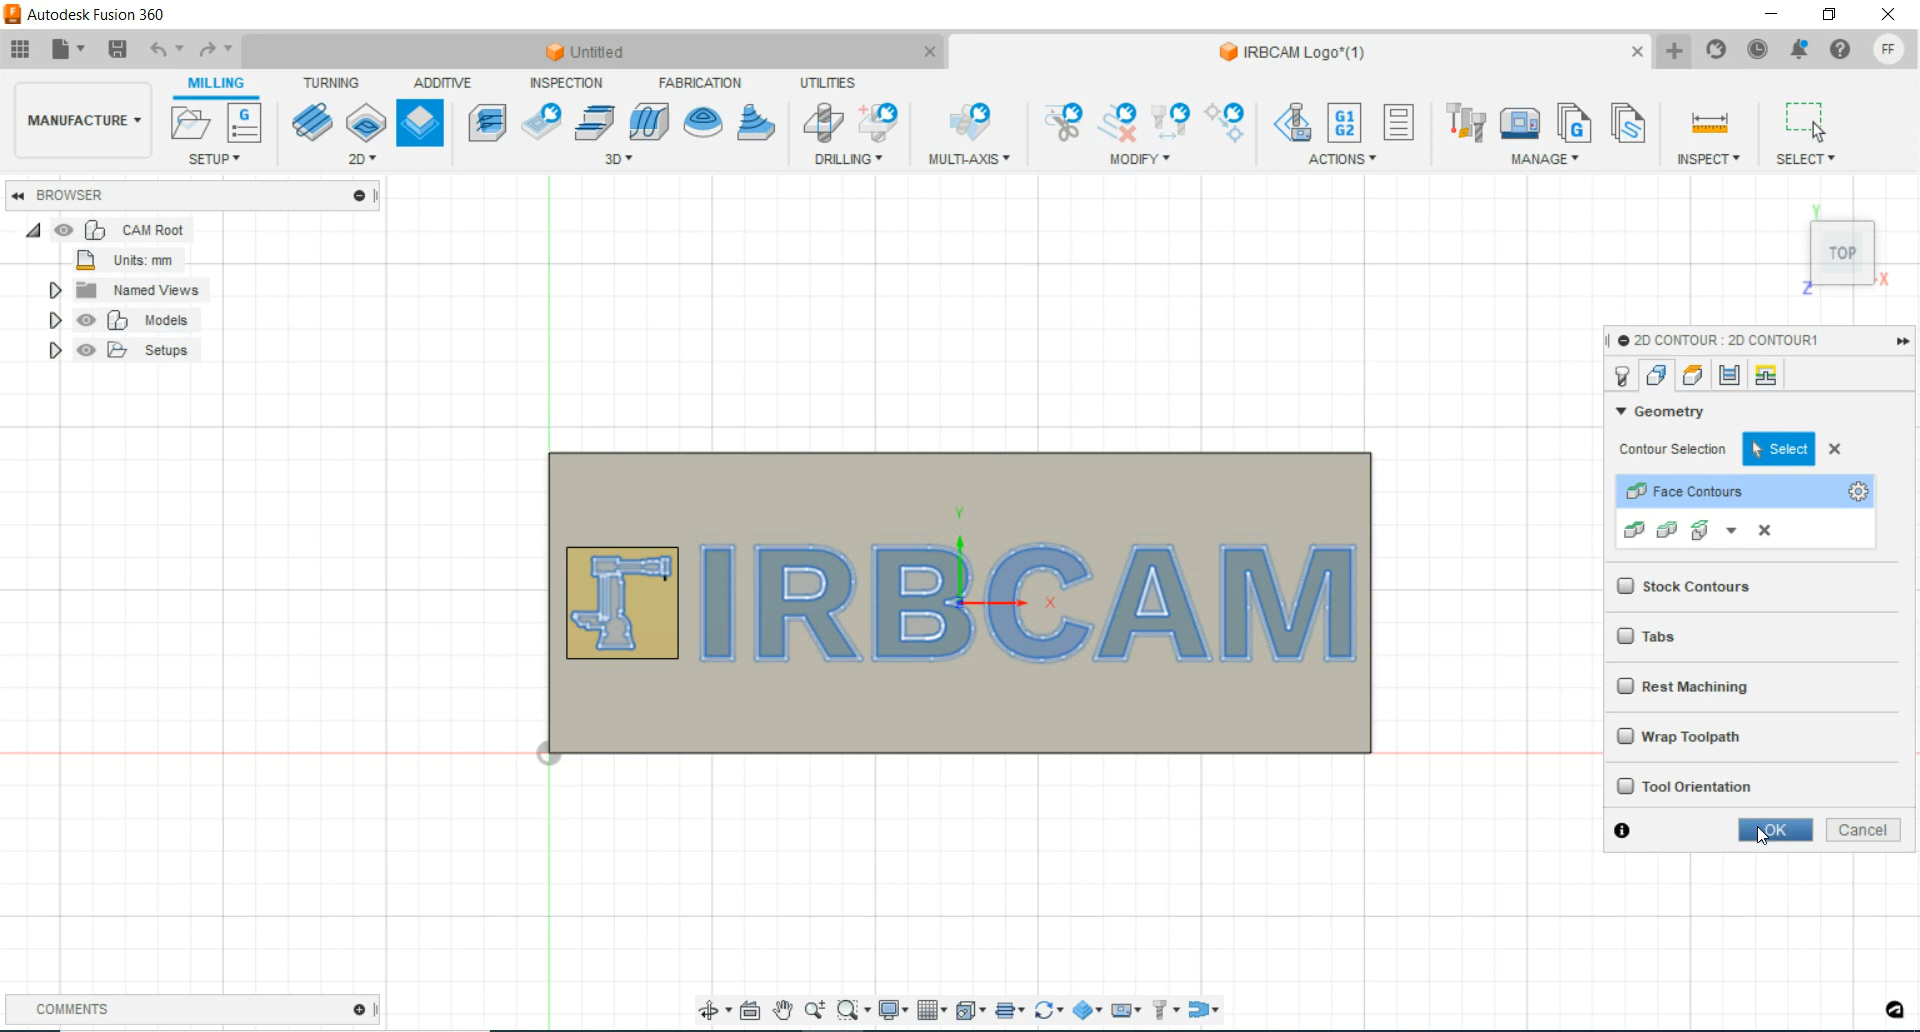 Autodesk Fusion 360
Untitled
IRBCAM Logo*(1)
FF
MILLING TURNING ADDITIVE INSPECTION FABRICATION UTILITIES
MANUFACTURE
G
G1
G2
G
SETUP 2D 3D DRILLING MULTI-AXIS MODIFY ACTIONS MANAGE INSPECT SELECT
BROWSER
CAM Root
Units: mm
Named Views
Models
Setups
Y
TOP
X
Z
2D CONTOUR : 2D CONTOUR1
Geometry
Contour Selection Select
Face Contours
Stock Contours
Tabs
Rest Machining
Wrap Toolpath
Tool Orientation
OK Cancel
Y
IRBCAM
X
Z
COMMENTS